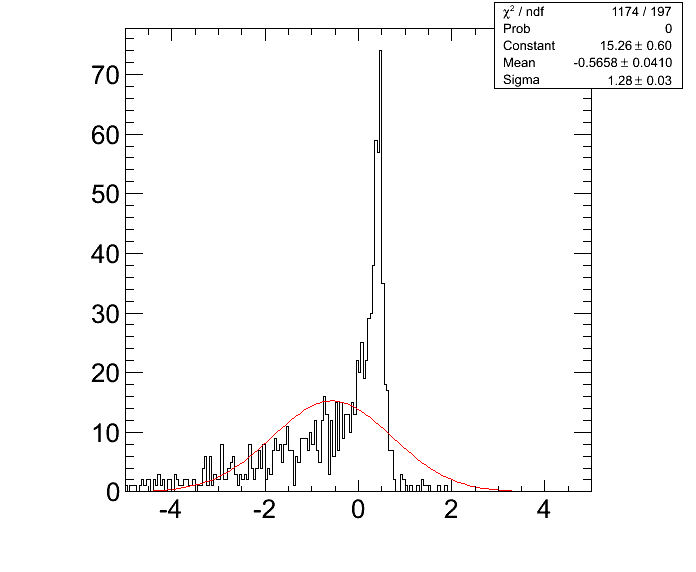 χ² / ndf 1174 / 197
Prob 0
Constant 15.26 ± 0.60
Mean -0.5658 ± 0.0410
Sigma 1.28 ± 0.03
70
60
50
40
30
20
10
0
-4 -2 0 2 4